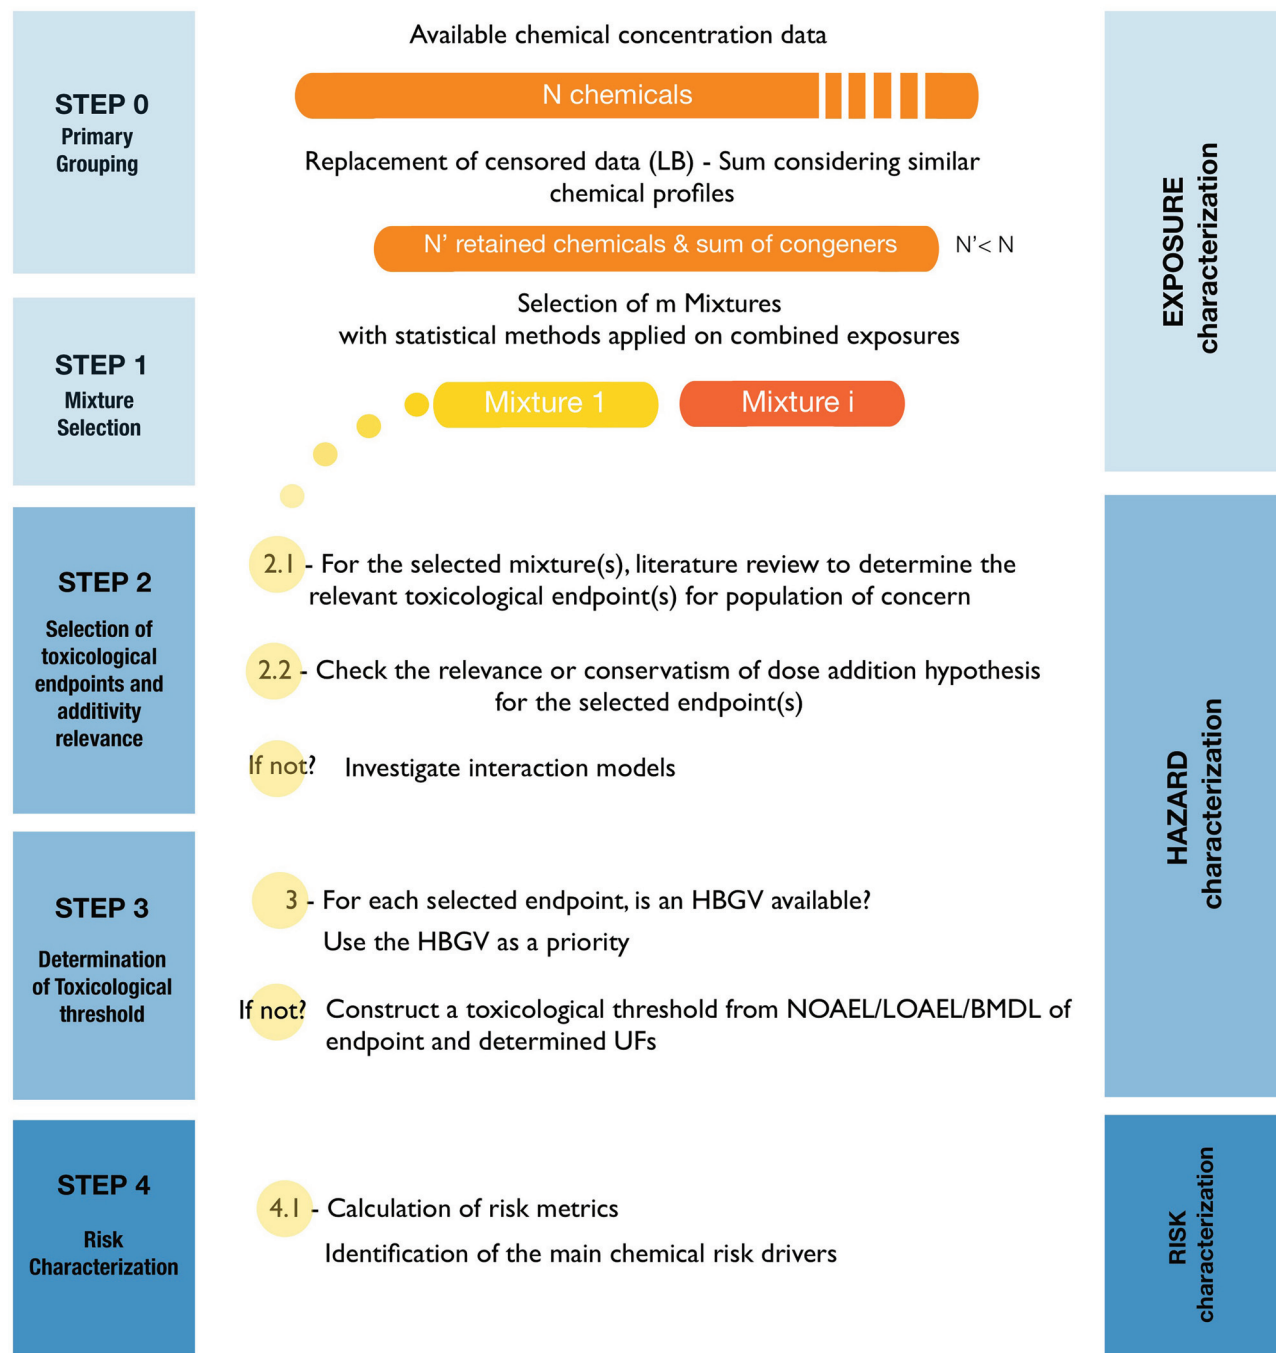 STEP 0
Primary
Grouping
Available chemical concentration data
N chemicals
Replacement of censored data (LB) - Sum considering similar
chemical profiles
N' retained chemicals & sum of congeners
N'< N
STEP 1
Mixture
Selection
Selection of m Mixtures
with statistical methods applied on combined exposures
Mixture 1
Mixture i
EXPOSURE
characterization
STEP 2
Selection of
toxicological
endpoints and
additivity
relevance
2.1 - For the selected mixture(s), literature review to determine the
relevant toxicological endpoint(s) for population of concern
2.2 - Check the relevance or conservatism of dose addition hypothesis
for the selected endpoint(s)
If not? Investigate interaction models
STEP 3
Determination
of Toxicological
threshold
3 - For each selected endpoint, is an HBGV available?
Use the HBGV as a priority
If not? Construct a toxicological threshold from NOAEL/LOAEL/BMDL of
endpoint and determined UFs
HAZARD
characterization
STEP 4
Risk
Characterization
4.1 - Calculation of risk metrics
Identification of the main chemical risk drivers
RISK
characterization